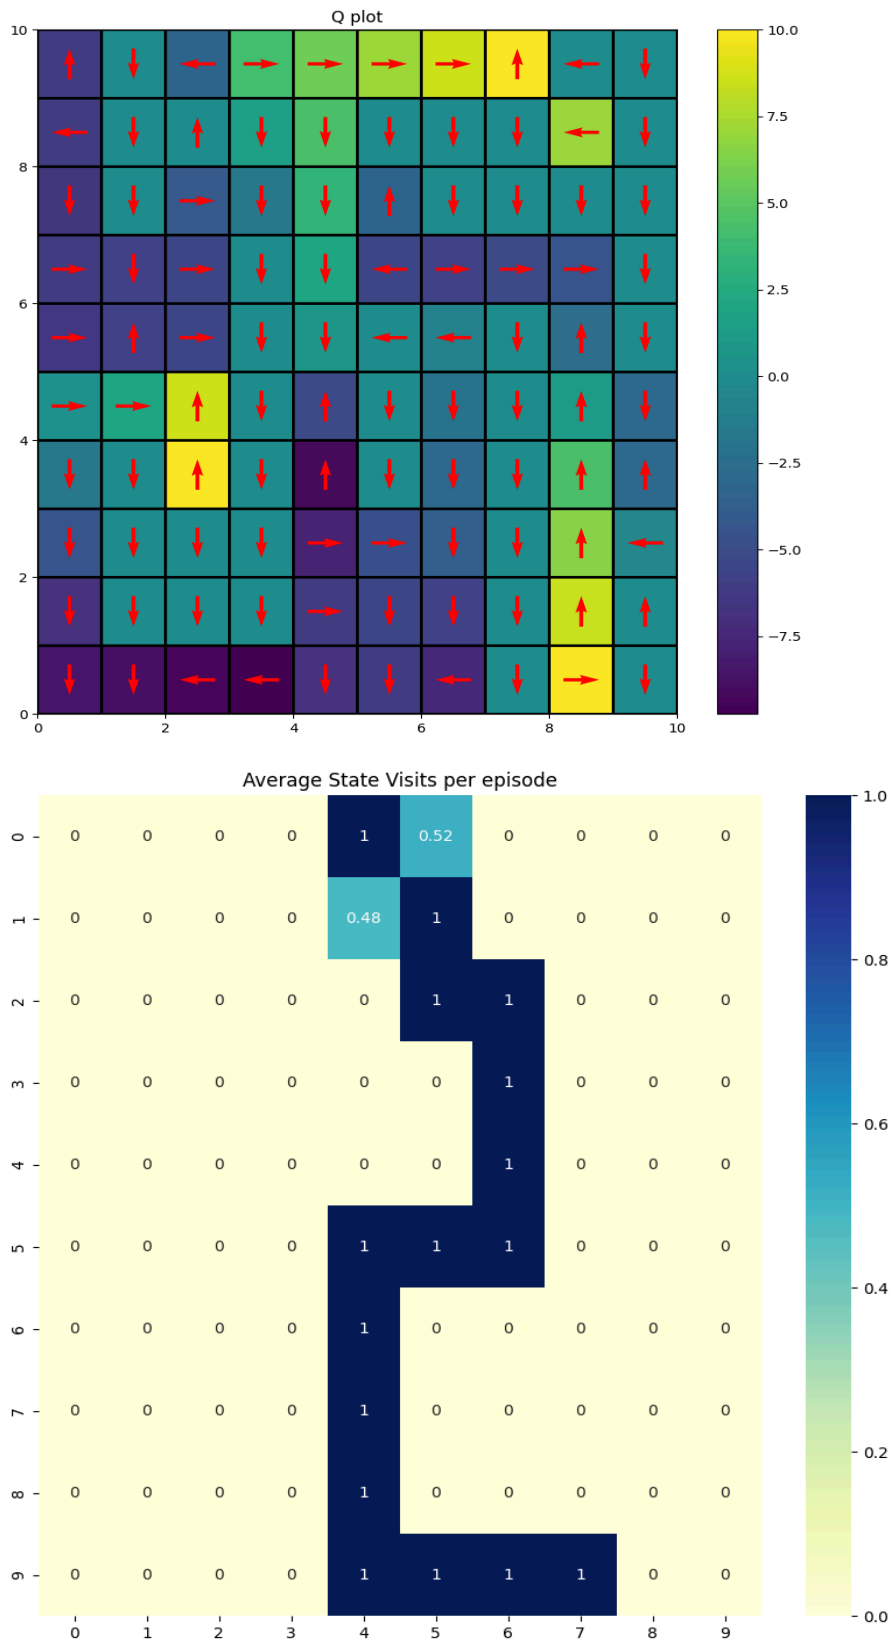 Q plot
10
8
6
4
2
0
0 2 4 6 8 10
10.0
7.5
5.0
2.5
0.0
−2.5
−5.0
−7.5
Average State Visits per episode
0 0 0 0 0 1 0.52 0 0 0 0
1 0 0 0 0 0.48 1 0 0 0 0
2 0 0 0 0 0 1 1 0 0 0
3 0 0 0 0 0 0 1 0 0 0
4 0 0 0 0 0 0 1 0 0 0
5 0 0 0 0 1 1 1 0 0 0
6 0 0 0 0 1 0 0 0 0 0
7 0 0 0 0 1 0 0 0 0 0
8 0 0 0 0 1 0 0 0 0 0
9 0 0 0 0 1 1 1 1 0 0
0 1 2 3 4 5 6 7 8 9
1.0
0.8
0.6
0.4
0.2
0.0